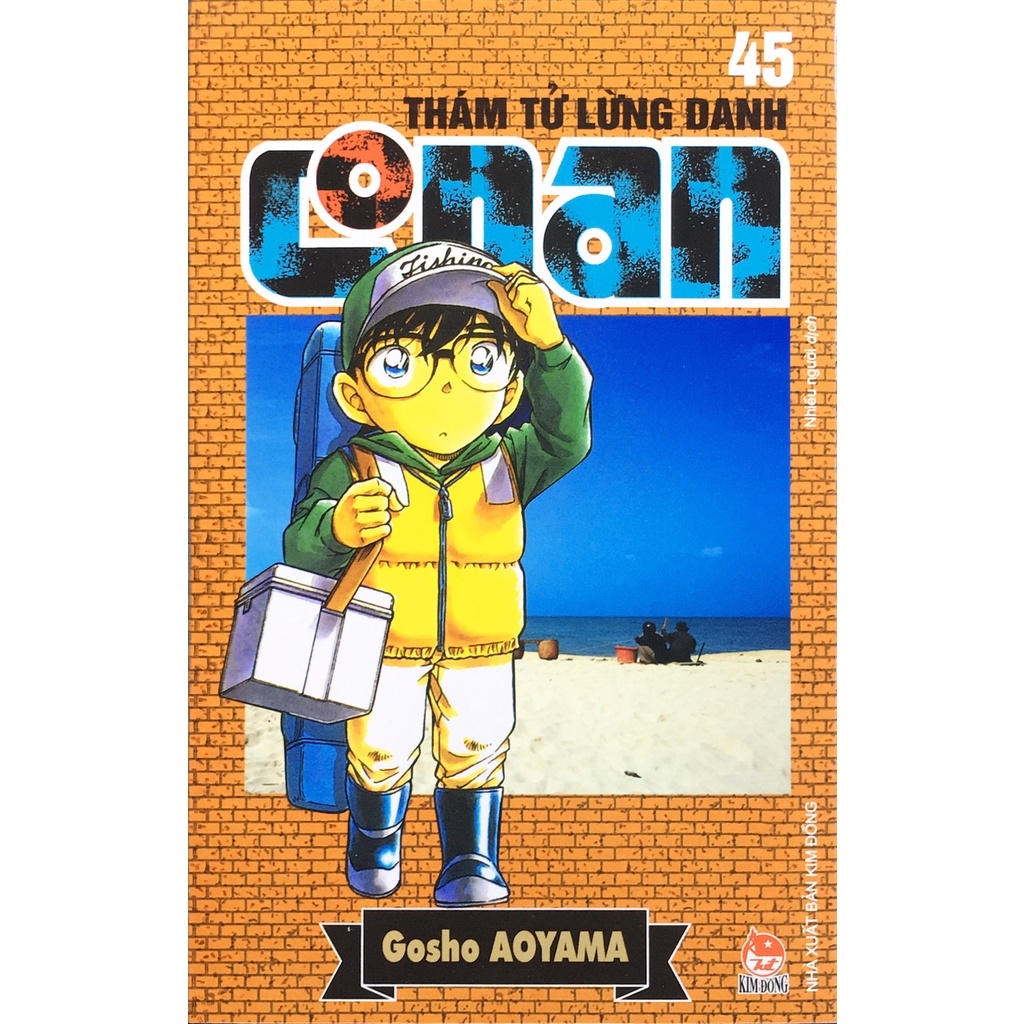 45
THÁM TỬ LỪNG DANH
conan
Fishing
Nhiều người dịch
Gosho AOYAMA
NHÀ XUẤT BẢN KIM ĐỒNG
KIM ĐỒNG